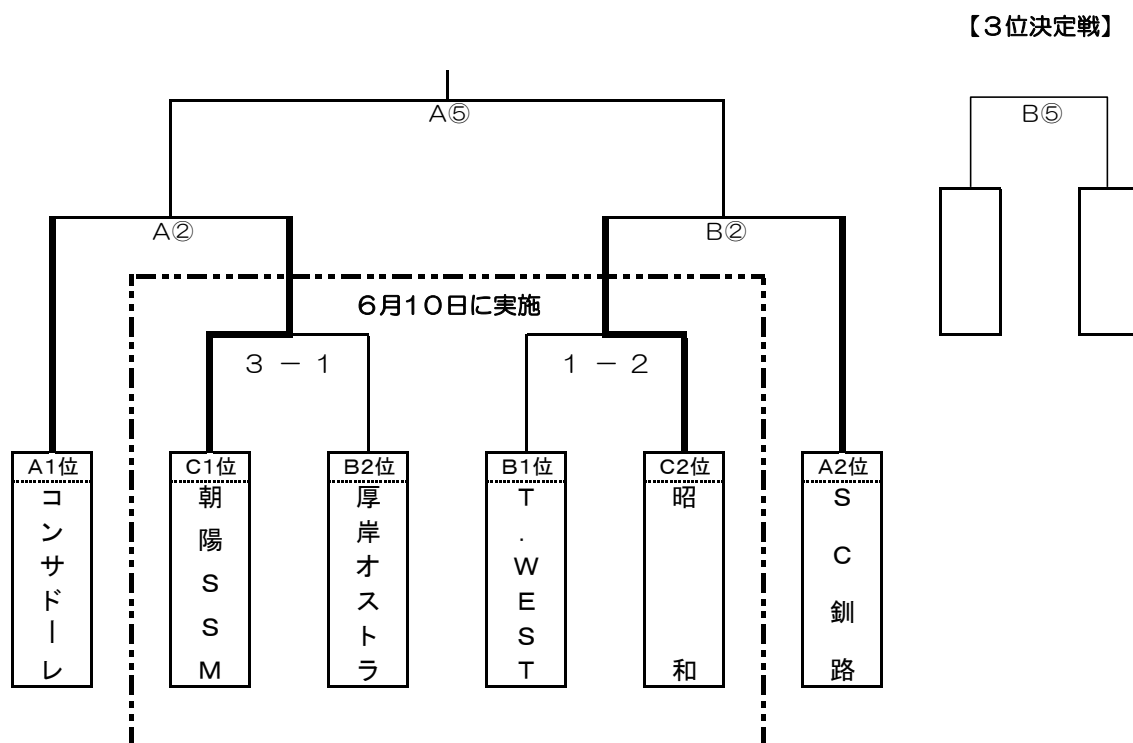 【3位決定戦】
A⑤
B⑤
A②
B②
6月10日に実施
3 － 1
1 － 2
A1位
コンサドーレ
C1位
朝陽SSM
B2位
厚岸オストラ
B1位
T.WEST
C2位
昭和
A2位
SC釧路